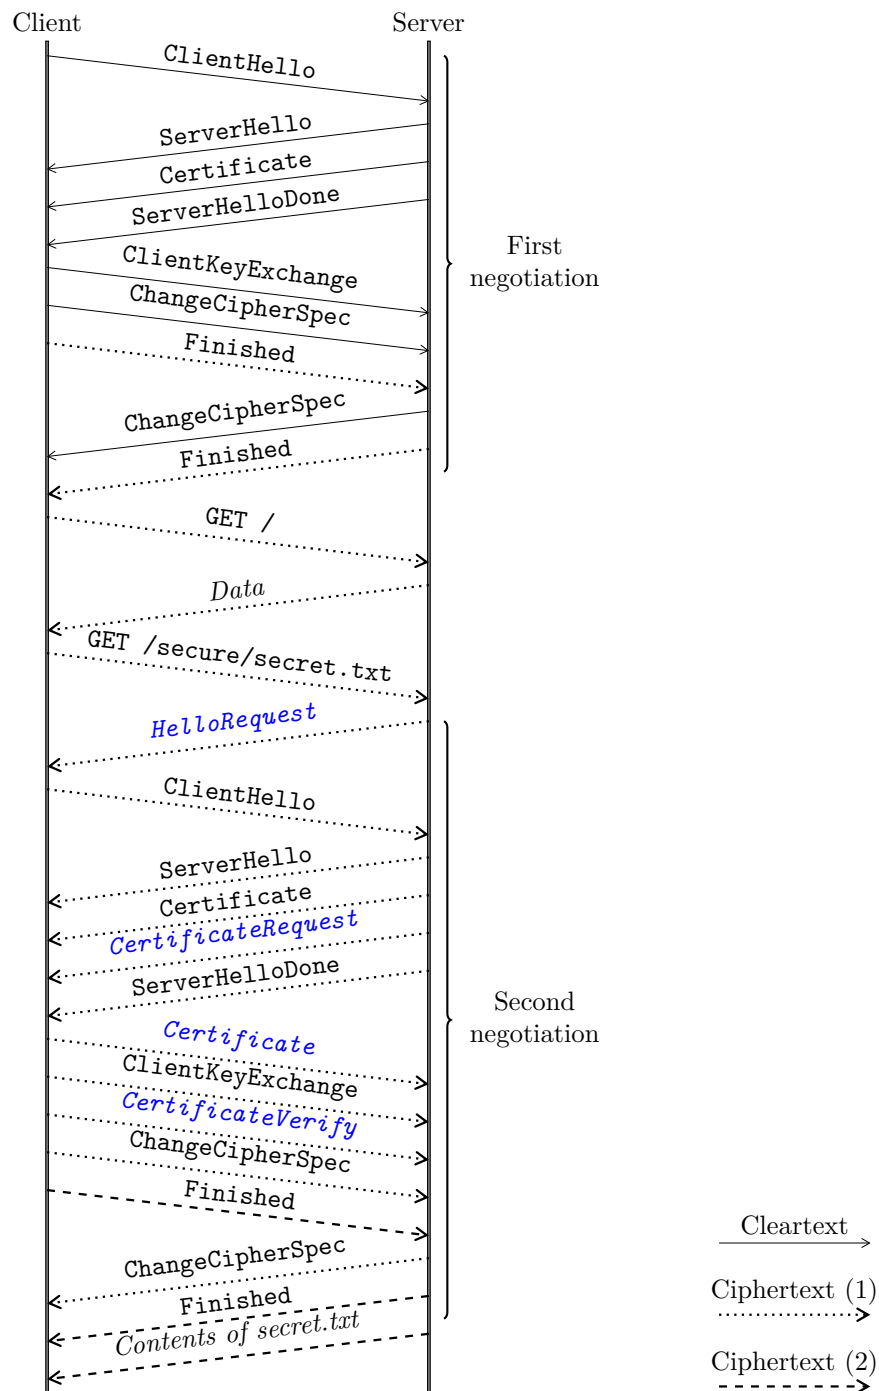 Client
Server
ClientHello
ServerHello
Certificate
ServerHelloDone
First
negotiation
ClientKeyExchange
ChangeCipherSpec
Finished
ChangeCipherSpec
Finished
GET /
Data
GET /secure/secret.txt
HelloRequest
ClientHello
ServerHello
Certificate
CertificateRequest
ServerHelloDone
Second
negotiation
Certificate
ClientKeyExchange
CertificateVerify
ChangeCipherSpec
Finished
ChangeCipherSpec
Finished
Contents of secret.txt
Cleartext
Ciphertext (1)
Ciphertext (2)